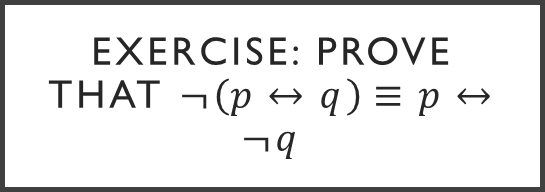 EXERCISE: PROVE
THAT ¬(𝑝 ↔ 𝑞) ≡ 𝑝 ↔
¬𝑞